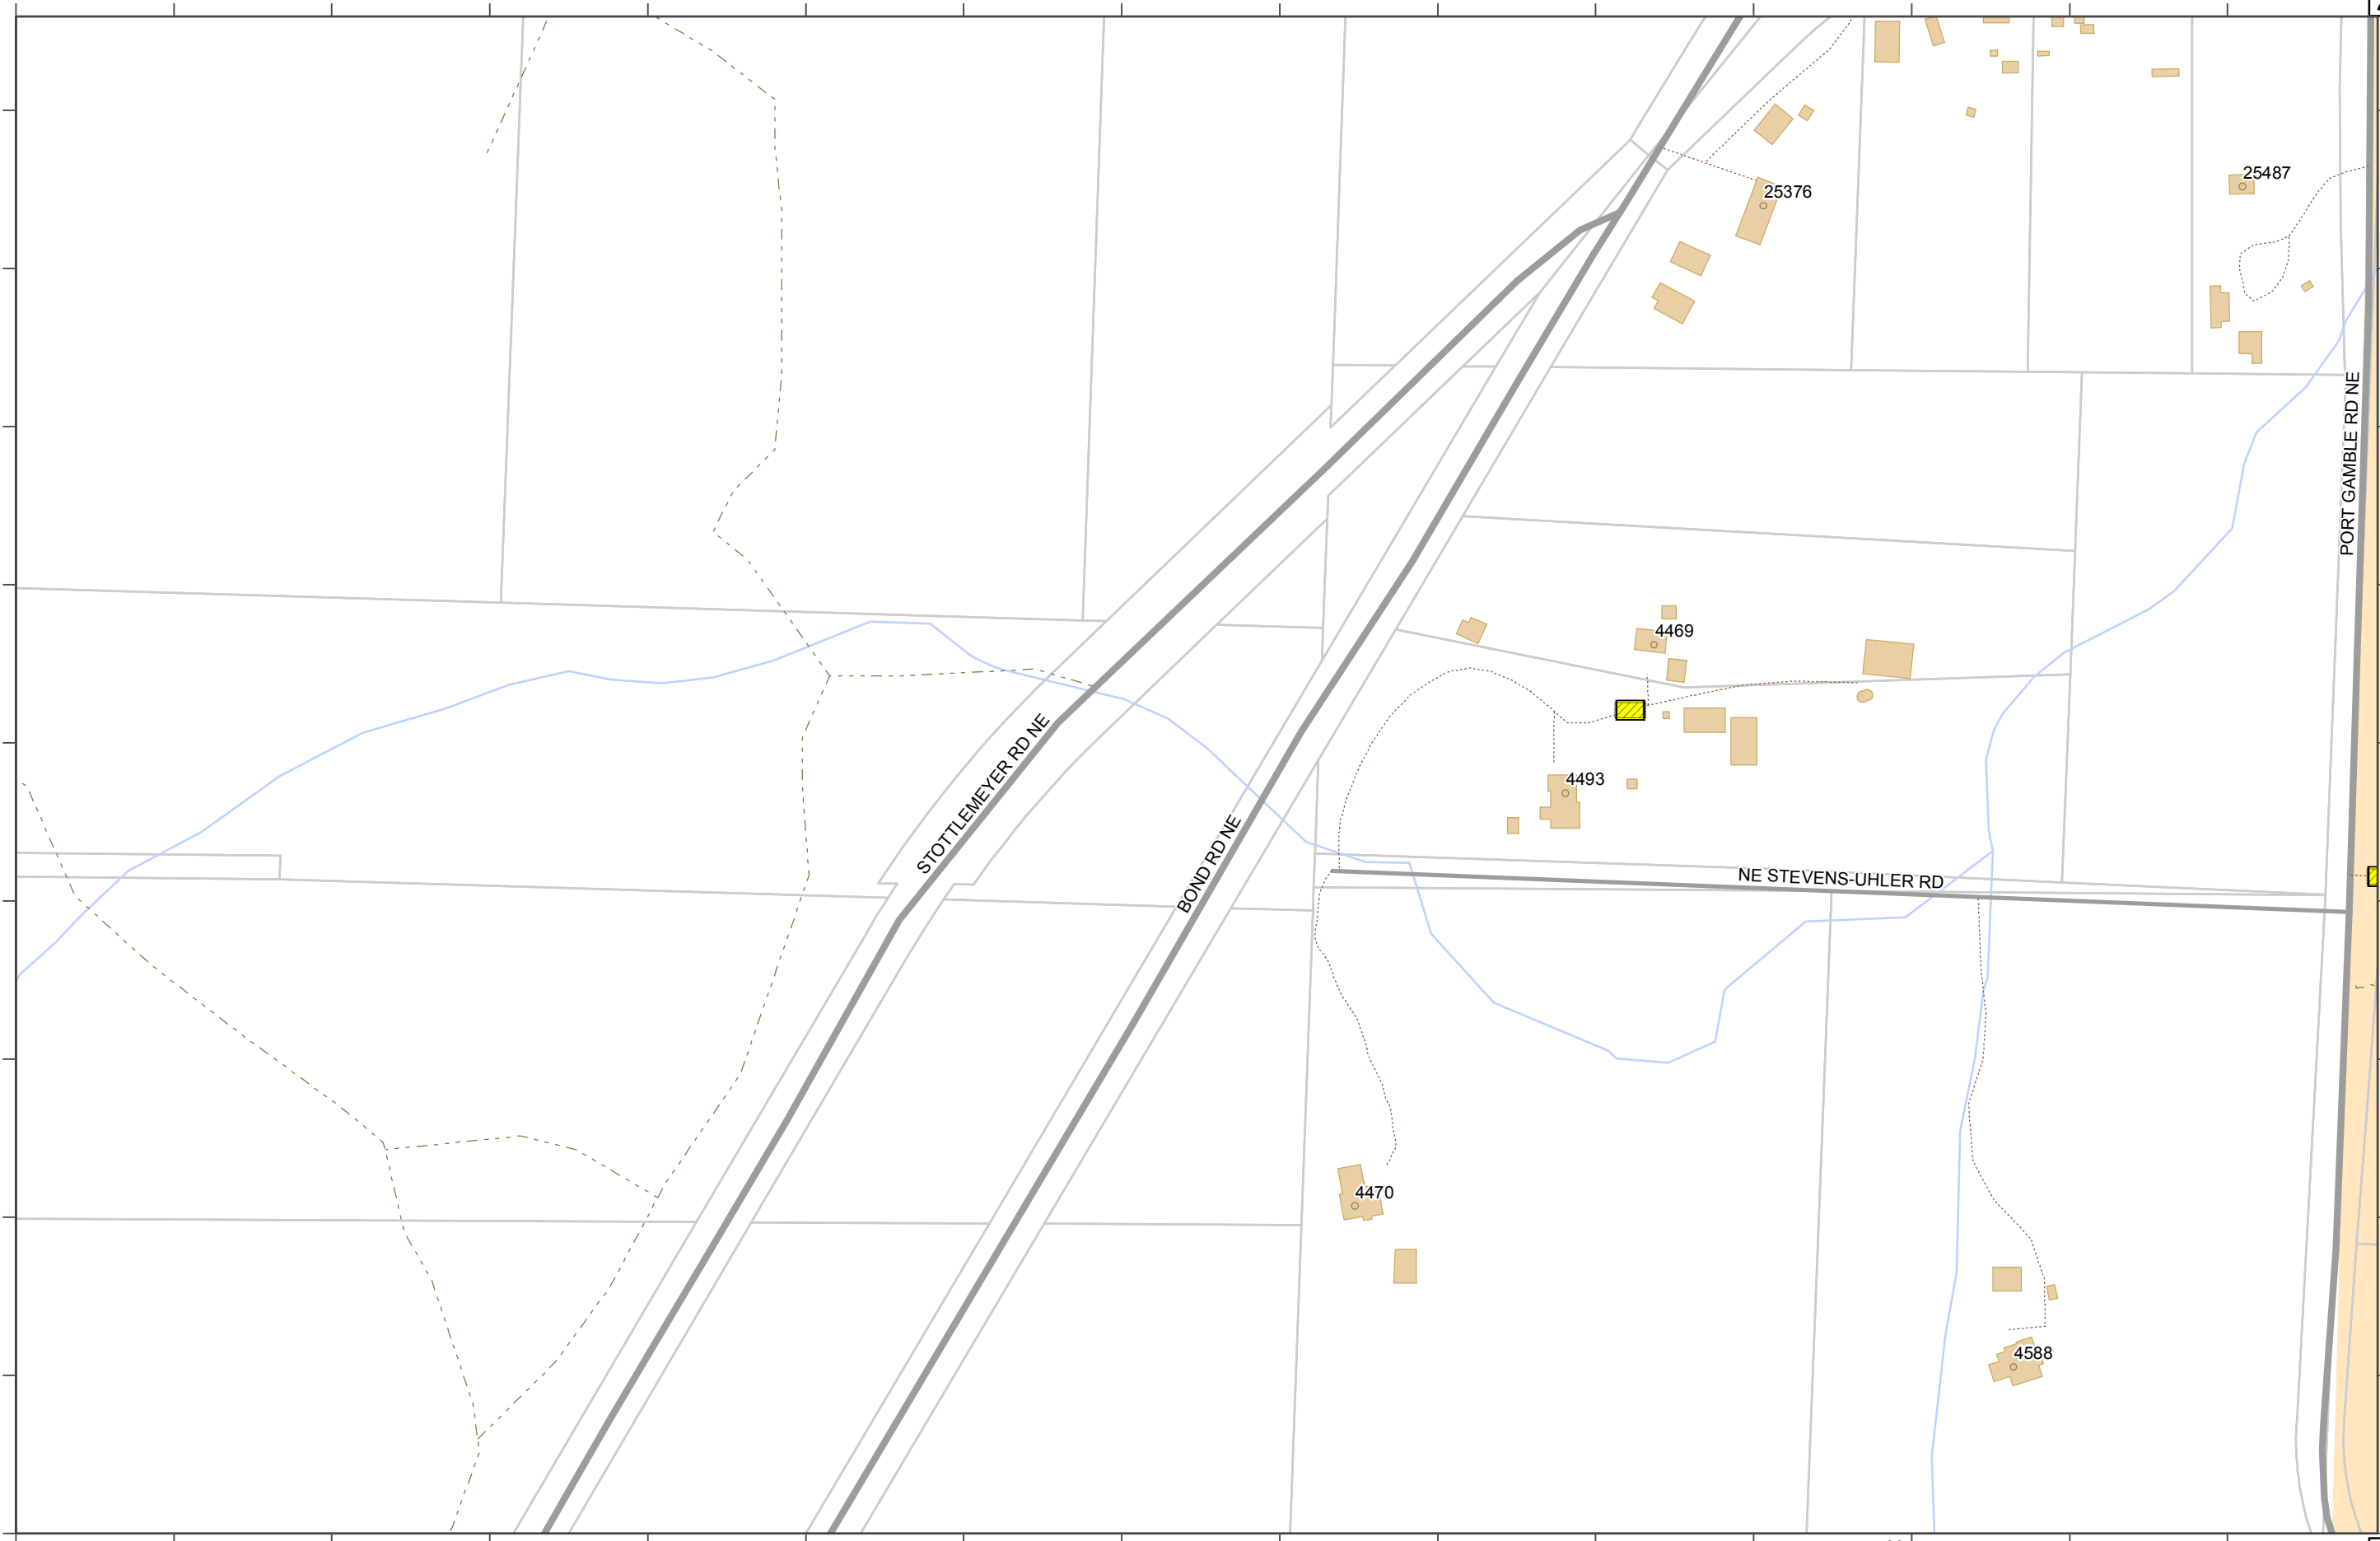 25487
25376
PORT GAMBLE RD NE
4469
STOTTLEMEYER RD NE
4493
BOND RD NE
NE STEVENS-UHLER RD
4470
4588